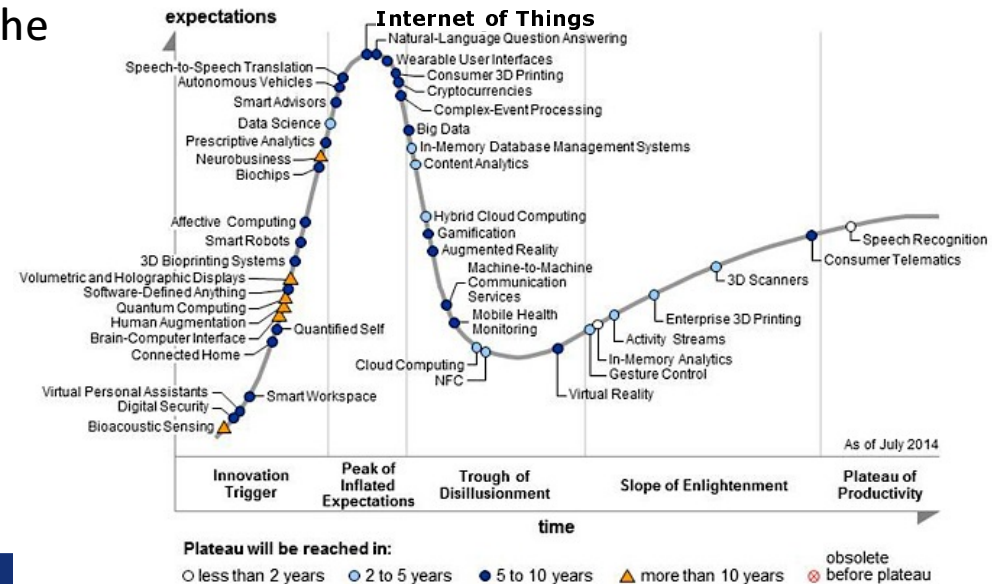 he
expectations
Internet of Things
Natural-Language Question Answering
Wearable User Interfaces
Consumer 3D Printing
Cryptocurrencies
Complex-Event Processing
Speech-to-Speech Translation
Autonomous Vehicles
Smart Advisors
Data Science
Prescriptive Analytics
Neurobusiness
Biochips
Big Data
In-Memory Database Management Systems
Content Analytics
Affective Computing
Smart Robots
3D Bioprinting Systems
Volumetric and Holographic Displays
Software-Defined Anything
Quantum Computing
Human Augmentation
Brain-Computer Interface
Connected Home
Quantified Self
Hybrid Cloud Computing
Gamification
Augmented Reality
Machine-to-Machine
Communication
Services
Mobile Health
Monitoring
Speech Recognition
Consumer Telematics
3D Scanners
Enterprise 3D Printing
Activity Streams
In-Memory Analytics
Gesture Control
Virtual Reality
Cloud Computing
NFC
Virtual Personal Assistants
Digital Security
Bioacoustic Sensing
Smart Workspace
As of July 2014
Innovation
Trigger
Peak of
Inflated
Expectations
Trough of
Disillusionment
Slope of Enlightenment
Plateau of
Productivity
time
Plateau will be reached in:
less than 2 years
2 to 5 years
5 to 10 years
more than 10 years
obsolete
before plateau